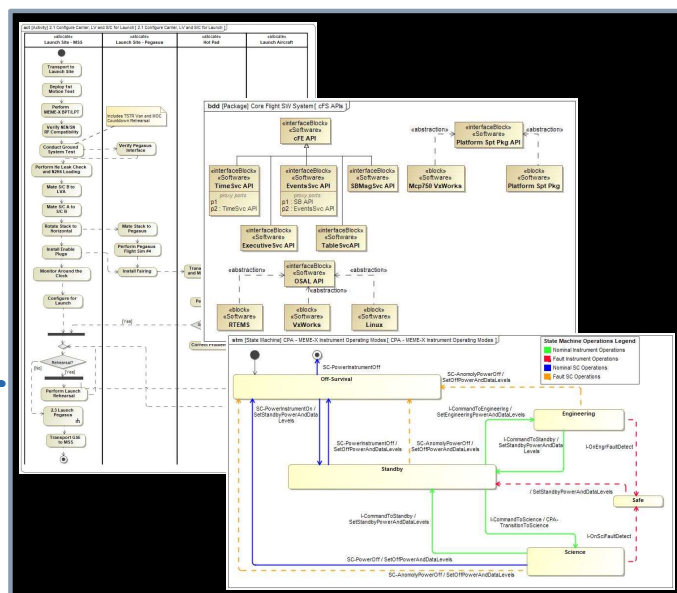 act [Activity] 2.1 Configure Carrier, LV and S/C for Launch [ 2.1 Configure Carrier, LV and S/C for Launch ]
«allocate»
Launch Site - MSS
«allocate»
Launch Site - Pegasus
«allocate»
Hot Pad
«allocate»
Launch Aircraft
Transport to
Launch Site
Deploy 1st
Motion Test
Perform
MEME-X BPT/LPT
Includes TSTR Van and HOC
Countdown Rehearsal
Verify NEN/SN
RF Compatibility
Conduct Ground
System Test
Verify Pegasus
Interface
Perform He Leak Check
and N2H4 Loading
Mate S/C B to
LVA
Mate S/C A to
S/C B
Rotate Stack to
Horizontal
Mate Stack to
Pegasus
Install Enable
Plugs
Perform Pegasus
Flight Sim #4
Monitor Around the
Clock
Install Fairing
Configure for
Launch
[Yes]
Rehearsal?
[No]
[Yes]
Perform Launch
Rehearsal
2.3 Launch
Pegasus
Transport GSE
to MSS
bdd [Package] Core Flight SW System [ cFS APIs ]
«interfaceBlock»
«Software»
cFE API
«interfaceBlock»
«Software»
Platform Spt Pkg API
«abstraction»
«abstraction»
«interfaceBlock»
«Software»
TimeSvc API
proxy ports
p1
p2 : TimeSvc API
«interfaceBlock»
«Software»
EventsSvc API
proxy ports
p1 : SB API
p2 : EventsSvc API
«interfaceBlock»
«Software»
SBMsgSvc API
«block»
«Software»
Mcp750 VxWorks
«block»
«Software»
Platform Spt Pkg
«interfaceBlock»
«Software»
ExecutiveSvc API
«interfaceBlock»
«Software»
TableSvcAPI
«interfaceBlock»
«Software»
OSAL API
«abstraction»
«abstraction»
«abstraction»
«block»
«Software»
RTEMS
«block»
«Software»
VxWorks
«block»
«Software»
Linux
stm [State Machine] CPA - MEME-X Instrument Operating Modes [ CPA - MEME-X Instrument Operating Modes ]
State Machine Operations Legend
Nominal Instrument Operations
Fault Instrument Operations
Nominal SC Operations
Fault SC Operations
SC-PowerInstrumentOff
Off-Survival
SC-AnomolyPowerOff /
SetOffPowerAndDataLevels
SC-PowerInstrumentOn /
SetStandbyPowerAndData
Levels
I-CommandToEngineering /
SetEngineeringPowerAndDataLevels
Engineering
SC-PowerInstrumentOff /
SetOffPowerAndDataLevels
SC-AnomolyPowerOff /
SetOffPowerAndDataLevels
I-CommandToStandby /
SetStandbyPowerAndData
Levels
I-OnEngrFaultDetect
Standby
/ SetStandbyPowerAndDataLevels
Safe
I-CommandToStandby /
SetStandbyPowerAndDataLevels
I-CommandToScience / CPA-
TransitionToScience
I-OnSciFaultDetect
Science
SC-PowerOff / SetOffPowerAndDataLevels
SC-AnomolyPowerOff / SetOffPowerAndDataLevels